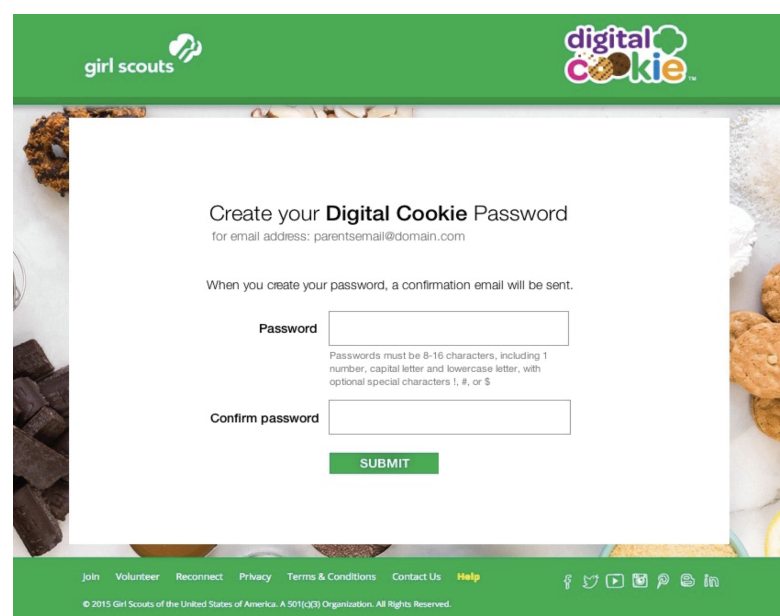 girl scouts
digital
cookie™
Create your Digital Cookie Password
for email address: parentsemail@domain.com
When you create your password, a confirmation email will be sent.
Password
Passwords must be 8-16 characters, including 1
number, capital letter and lowercase letter, with
optional special characters !, #, or $
Confirm password
SUBMIT
Join Volunteer Reconnect Privacy Terms & Conditions Contact Us Help
© 2015 Girl Scouts of the United States of America. A 501(c)(3) Organization. All Rights Reserved.